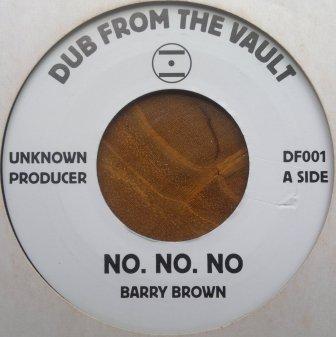 DUB FROM THE VAULT
UNKNOWN
PRODUCER
DF001
A SIDE
NO. NO. NO
BARRY BROWN